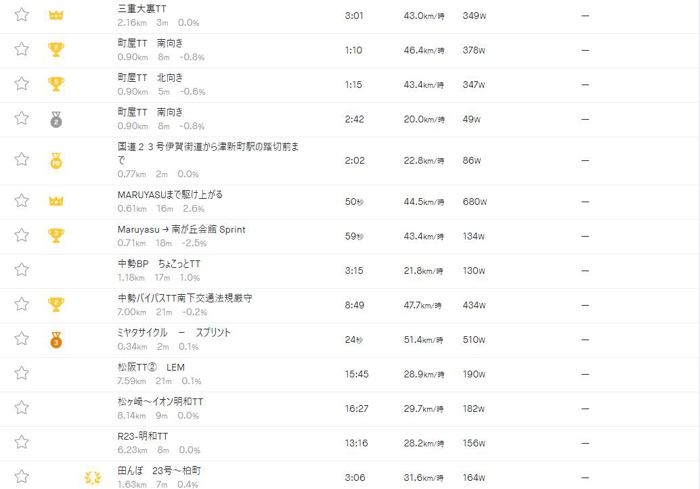 三重大裏TT
2.16km 3m 0.0% 3:01 43.0km/時 349W —
町屋TT 南向き
0.90km 8m -0.8% 1:10 46.4km/時 378W —
町屋TT 北向き
0.90km 5m -0.6% 1:15 43.4km/時 347W —
町屋TT 南向き
0.90km 8m -0.8% 2:42 20.0km/時 49W —
国道23号伊賀街道から津新町駅の踏切前ま
で
0.77km 2m 0.0% 2:02 22.8km/時 86W —
MARUYASUまで駆け上がる
0.61km 16m 2.6% 50秒 44.5km/時 680W —
Maruyasu → 南が丘会館 Sprint
0.71km 18m -2.5% 59秒 43.4km/時 134W —
中勢BP ちょこっとTT
1.18km 17m 1.0% 3:15 21.8km/時 130W —
中勢バイパスTT南下交通法規厳守
7.00km 21m -0.2% 8:49 47.7km/時 434W —
ミヤタサイクル － スプリント
0.34km 2m 0.1% 24秒 51.4km/時 510W —
松阪TT② LEM
7.59km 21m 0.1% 15:45 28.9km/時 190W —
松ヶ崎～イオン明和TT
8.14km 9m 0.0% 16:27 29.7km/時 182W —
R23-明和TT
6.23km 8m 0.0% 13:16 28.2km/時 156W —
田んぼ 23号～柏町
1.63km 7m 0.4% 3:06 31.6km/時 164W —